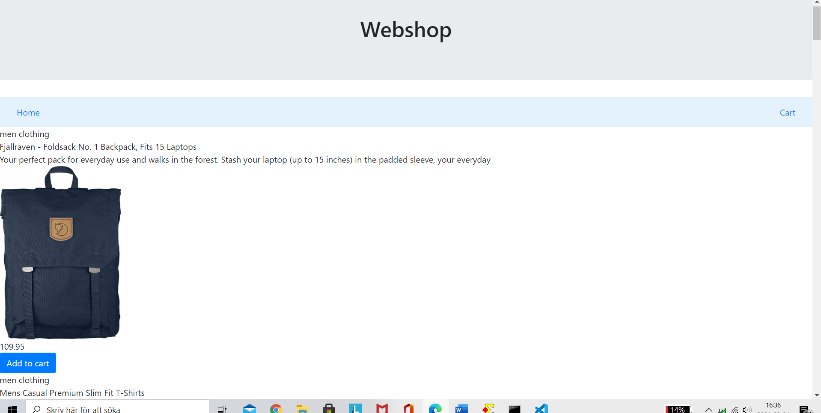 Webshop
Home Cart
men clothing
Fjallraven - Foldsack No. 1 Backpack, Fits 15 Laptops
Your perfect pack for everyday use and walks in the forest. Stash your laptop (up to 15 inches) in the padded sleeve, your everyday
109.95
Add to cart
men clothing
Mens Casual Premium Slim Fit T-Shirts
Skriv här för att söka
14%
16:36